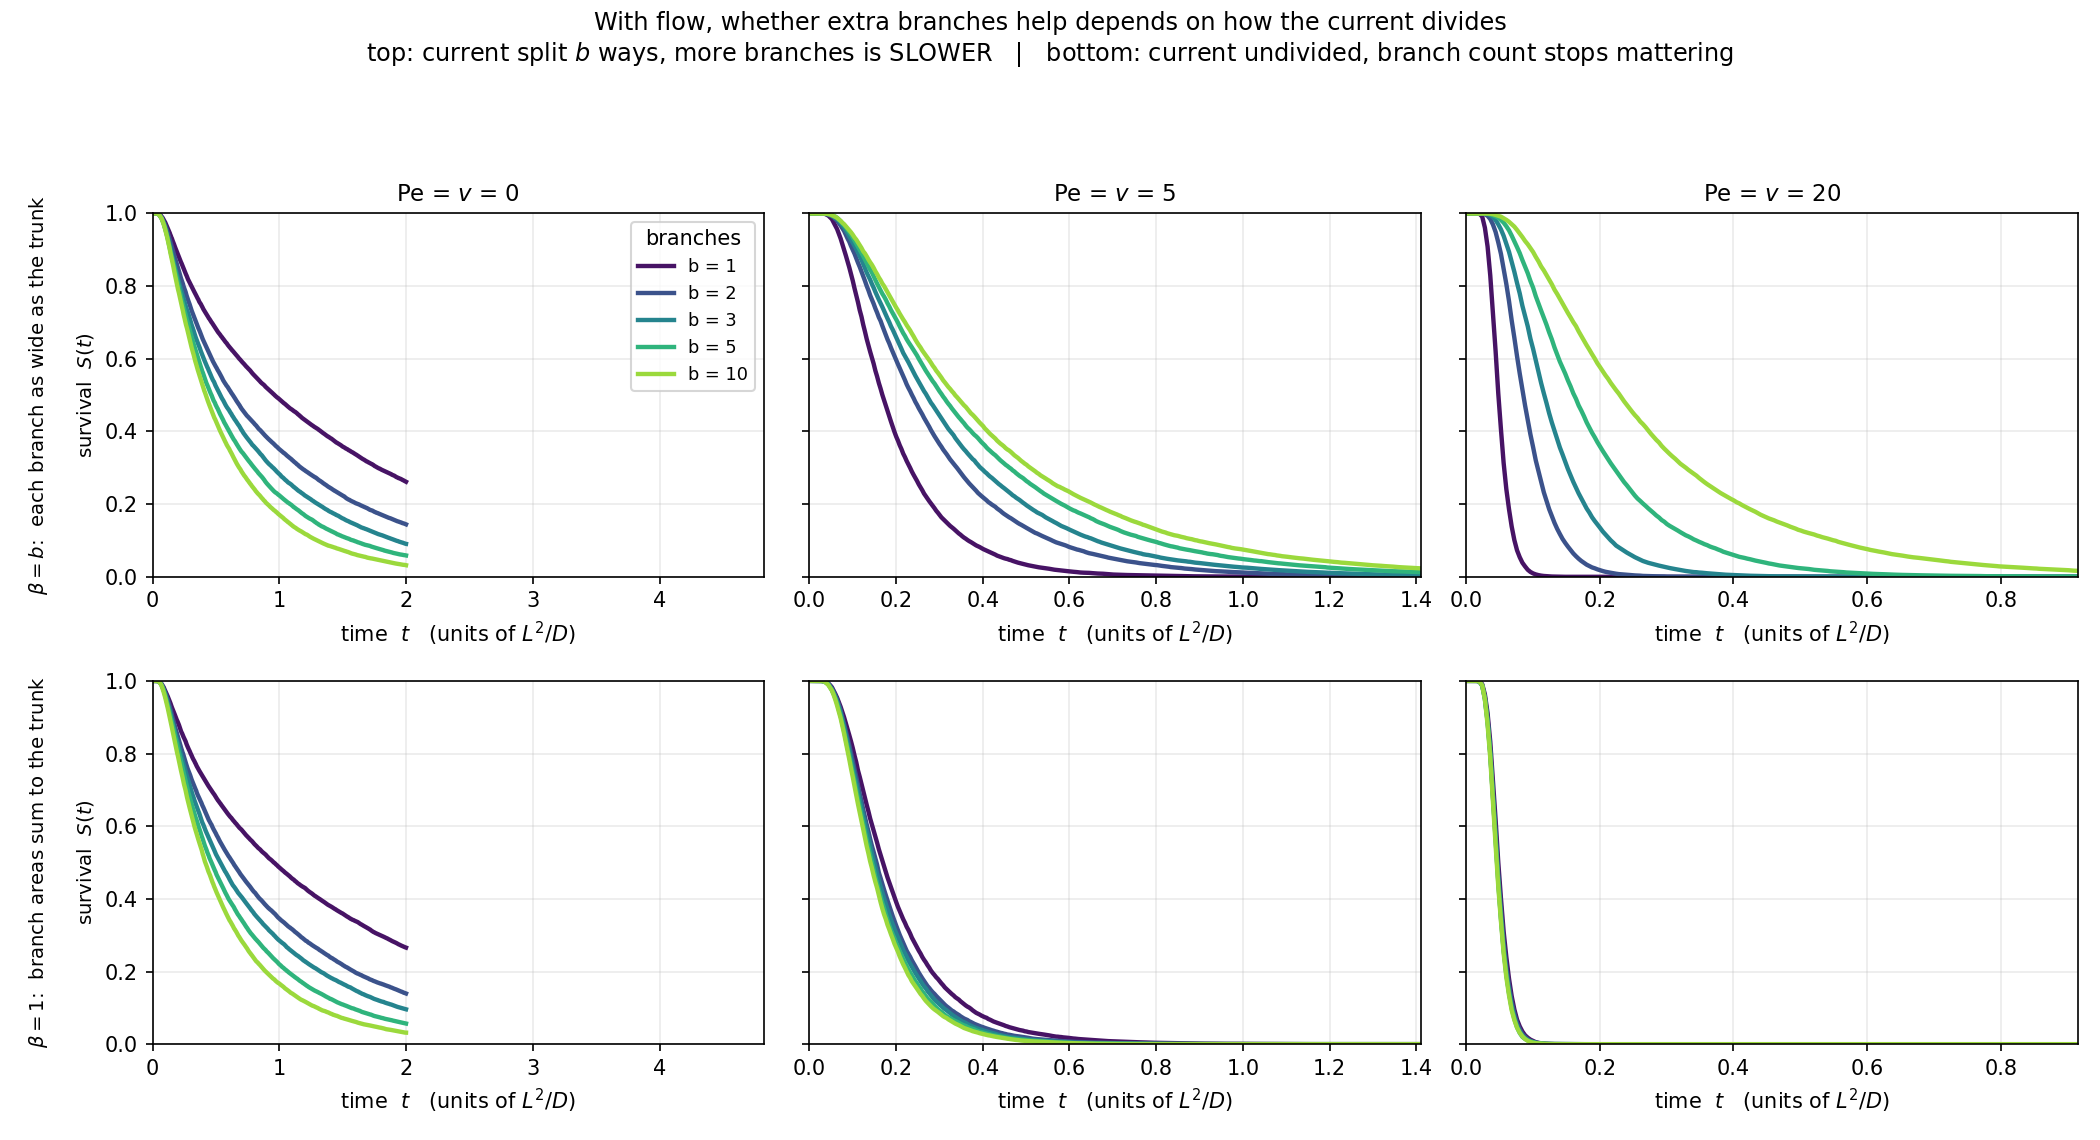 With flow, whether extra branches help depends on how the current divides
top: current split b ways, more branches is SLOWER | bottom: current undivided, branch count stops mattering
Pe = v = 0
Pe = v = 5
Pe = v = 20
β = b: each branch as wide as the trunk
survival S(t)
1.0
0.8
0.6
0.4
0.2
0.0
branches
b = 1
b = 2
b = 3
b = 5
b = 10
0 1 2 3 4
0.0 0.2 0.4 0.6 0.8 1.0 1.2 1.4
0.0 0.2 0.4 0.6 0.8
time t (units of L²/D)
time t (units of L²/D)
time t (units of L²/D)
β = 1: branch areas sum to the trunk
survival S(t)
1.0
0.8
0.6
0.4
0.2
0.0
0 1 2 3 4
0.0 0.2 0.4 0.6 0.8 1.0 1.2 1.4
0.0 0.2 0.4 0.6 0.8
time t (units of L²/D)
time t (units of L²/D)
time t (units of L²/D)